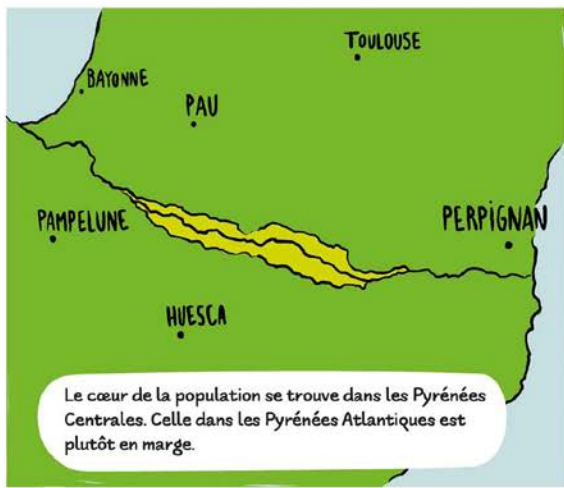 TOULOUSE
BAYONNE
PAU
PAMPELUNE
PERPIGNAN
HUESCA
Le cœur de la population se trouve dans les Pyrénées
Centrales. Celle dans les Pyrénées Atlantiques est
plutôt en marge.